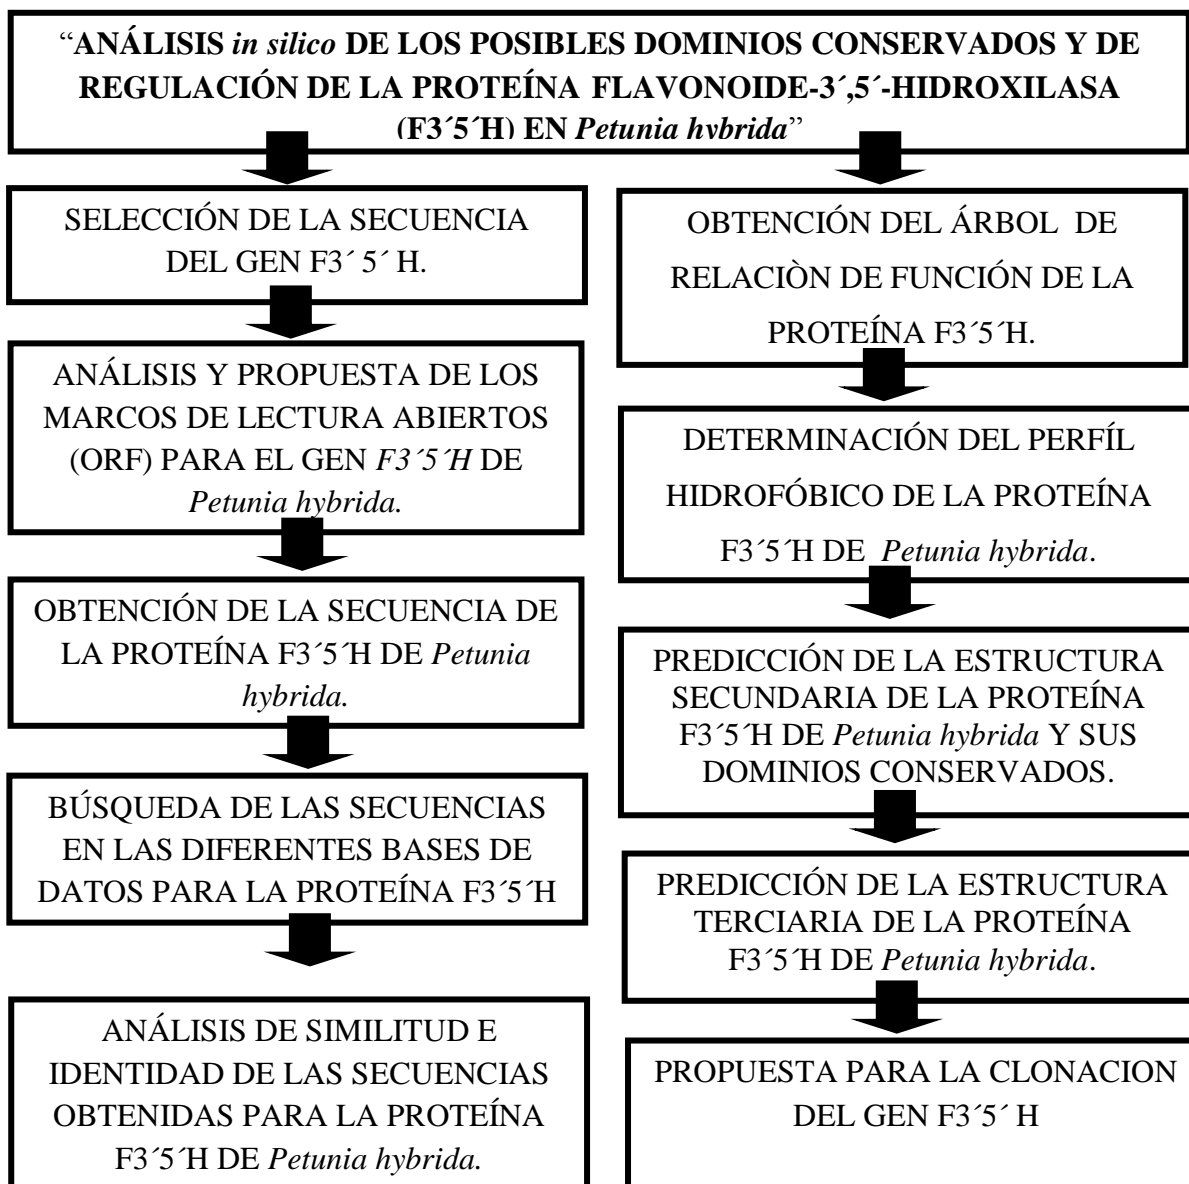 “ANÁLISIS in silico DE LOS POSIBLES DOMINIOS CONSERVADOS Y DE
REGULACIÓN DE LA PROTEÍNA FLAVONOIDE-3´,5´-HIDROXILASA
(F3´5´H) EN Petunia hybrida”
SELECCIÓN DE LA SECUENCIA
DEL GEN F3´ 5´ H.
ANÁLISIS Y PROPUESTA DE LOS
MARCOS DE LECTURA ABIERTOS
(ORF) PARA EL GEN F3´5´H DE
Petunia hybrida.
OBTENCIÓN DE LA SECUENCIA DE
LA PROTEÍNA F3´5´H DE Petunia
hybrida.
BÚSQUEDA DE LAS SECUENCIAS
EN LAS DIFERENTES BASES DE
DATOS PARA LA PROTEÍNA F3´5´H
ANÁLISIS DE SIMILITUD E
IDENTIDAD DE LAS SECUENCIAS
OBTENIDAS PARA LA PROTEÍNA
F3´5´H DE Petunia hybrida.
OBTENCIÓN DEL ÁRBOL DE
RELACIÒN DE FUNCIÓN DE LA
PROTEÍNA F3´5´H.
DETERMINACIÓN DEL PERFÍL
HIDROFÓBICO DE LA PROTEÍNA
F3´5´H DE Petunia hybrida.
PREDICCIÓN DE LA ESTRUCTURA
SECUNDARIA DE LA PROTEÍNA
F3´5´H DE Petunia hybrida Y SUS
DOMINIOS CONSERVADOS.
PREDICCIÓN DE LA ESTRUCTURA
TERCIARIA DE LA PROTEÍNA
F3´5´H DE Petunia hybrida.
PROPUESTA PARA LA CLONACION
DEL GEN F3´5´ H